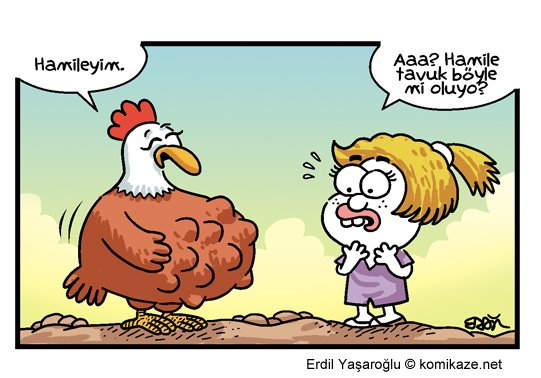 Hamileyim.
Aaa? Hamile
tavuk böyle
mi oluyo?
ERDİL
Erdil Yaşaroğlu © komikaze.net